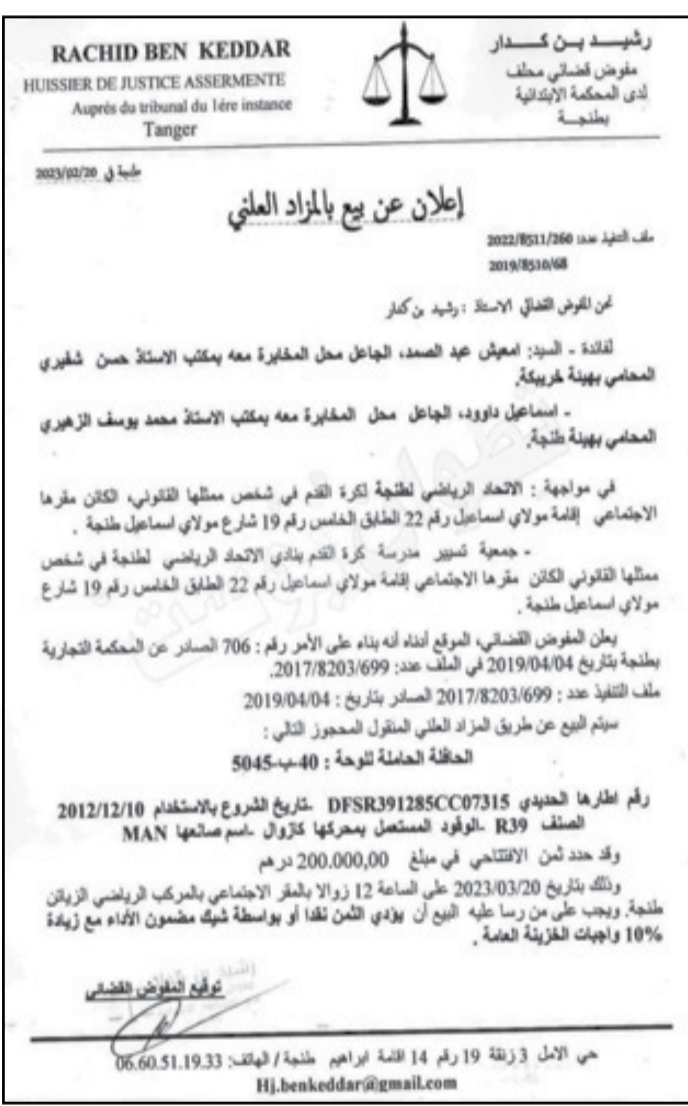 RACHID BEN KEDDAR
HUISSIER DE JUSTICE ASSERMENTE
Auprés du tribunal du 1ére instance
Tanger
رشيـــد بـــن كــــدار
مفوض قضائي محلف
لدى المحكمة الابتدائية
بطنجــة
طنجة في 2023/02/20
إعلان عن بيع بالمزاد العلني
ملف التنفيذ عدد: 2022/8511/260
2019/8510/68
نحن المفوض القضائي الاستاذ : رشيد بن كدار
لفائدة - السيد: امعيش عبد الصمد، الجاعل محل المخابرة معه بمكتب الاستاذ حسن شفيري
المحامي بهيئة خريبكة.
- اسماعيل داوود، الجاعل محل المخابرة معه بمكتب الاستاذ محمد يوسف الزهيري
المحامي بهيئة طنجة.
في مواجهة : الاتحاد الرياضي لطنجة لكرة القدم في شخص ممثلها القانوني، الكائن مقرها
الاجتماعي إقامة مولاي اسماعيل رقم 22 الطابق الخامس رقم 19 شارع مولاي اسماعيل طنجة .
- جمعية تسيير مدرسة كرة القدم بنادي الاتحاد الرياضي لطنجة في شخص
ممثلها القانوني الكائن مقرها الاجتماعي إقامة مولاي اسماعيل رقم 22 الطابق الخامس رقم 19 شارع
مولاي اسماعيل طنجة .
يعلن المفوض القضائي، الموقع أدناه أنه بناء على الأمر رقم : 706 الصادر عن المحكمة التجارية
بطنجة بتاريخ 2019/04/04 في الملف عدد: 2017/8203/699.
ملف التنفيذ عدد : 2017/8203/699 الصادر بتاريخ : 2019/04/04
سيتم البيع عن طريق المزاد العلني المنقول المحجوز التالي :
الحافلة الحاملة للوحة : 40-ب-5045
رقم اطارها الحديدي DFSR391285CC07315 -تاريخ الشروع بالاستخدام 2012/12/10
الصنف R39 -الوقود المستعمل بمحركها كازوال -اسم صانعها MAN
وقد حدد ثمن الافتتاحي في مبلغ 200.000,00 درهم
وذلك بتاريخ 2023/03/20 على الساعة 12 زوالا بالمقر الاجتماعي بالمركب الرياضي الزياتن
طنجة. ويجب على من رسا عليه البيع أن يؤدي الثمن نقدا أو بواسطة شيك مضمون الأداء مع زيادة
10% واجبات الخزينة العامة .
توقيع المفوض القضائي
حي الامل 3 زنقة 19 رقم 14 اقامة ابراهيم طنجة / الهاتف: 06.60.51.19.33
Hj.benkeddar@gmail.com